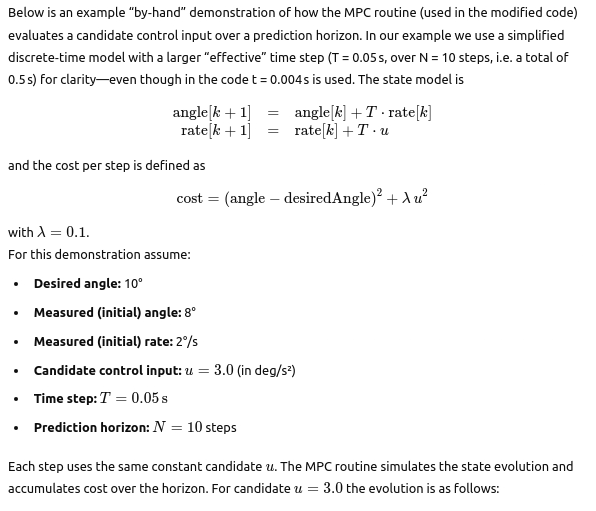 Below is an example “by-hand” demonstration of how the MPC routine (used in the modified code)
evaluates a candidate control input over a prediction horizon. In our example we use a simplified
discrete-time model with a larger “effective” time step (T = 0.05 s, over N = 10 steps, i.e. a total of
0.5 s) for clarity—even though in the code t = 0.004 s is used. The state model is
angle[k + 1] = angle[k] + T · rate[k]
rate[k + 1] = rate[k] + T · u
and the cost per step is defined as
cost = (angle − desiredAngle)² + λ u²
with λ = 0.1.
For this demonstration assume:
• Desired angle: 10°
• Measured (initial) angle: 8°
• Measured (initial) rate: 2°/s
• Candidate control input: u = 3.0 (in deg/s²)
• Time step: T = 0.05 s
• Prediction horizon: N = 10 steps
Each step uses the same constant candidate u. The MPC routine simulates the state evolution and
accumulates cost over the horizon. For candidate u = 3.0 the evolution is as follows: